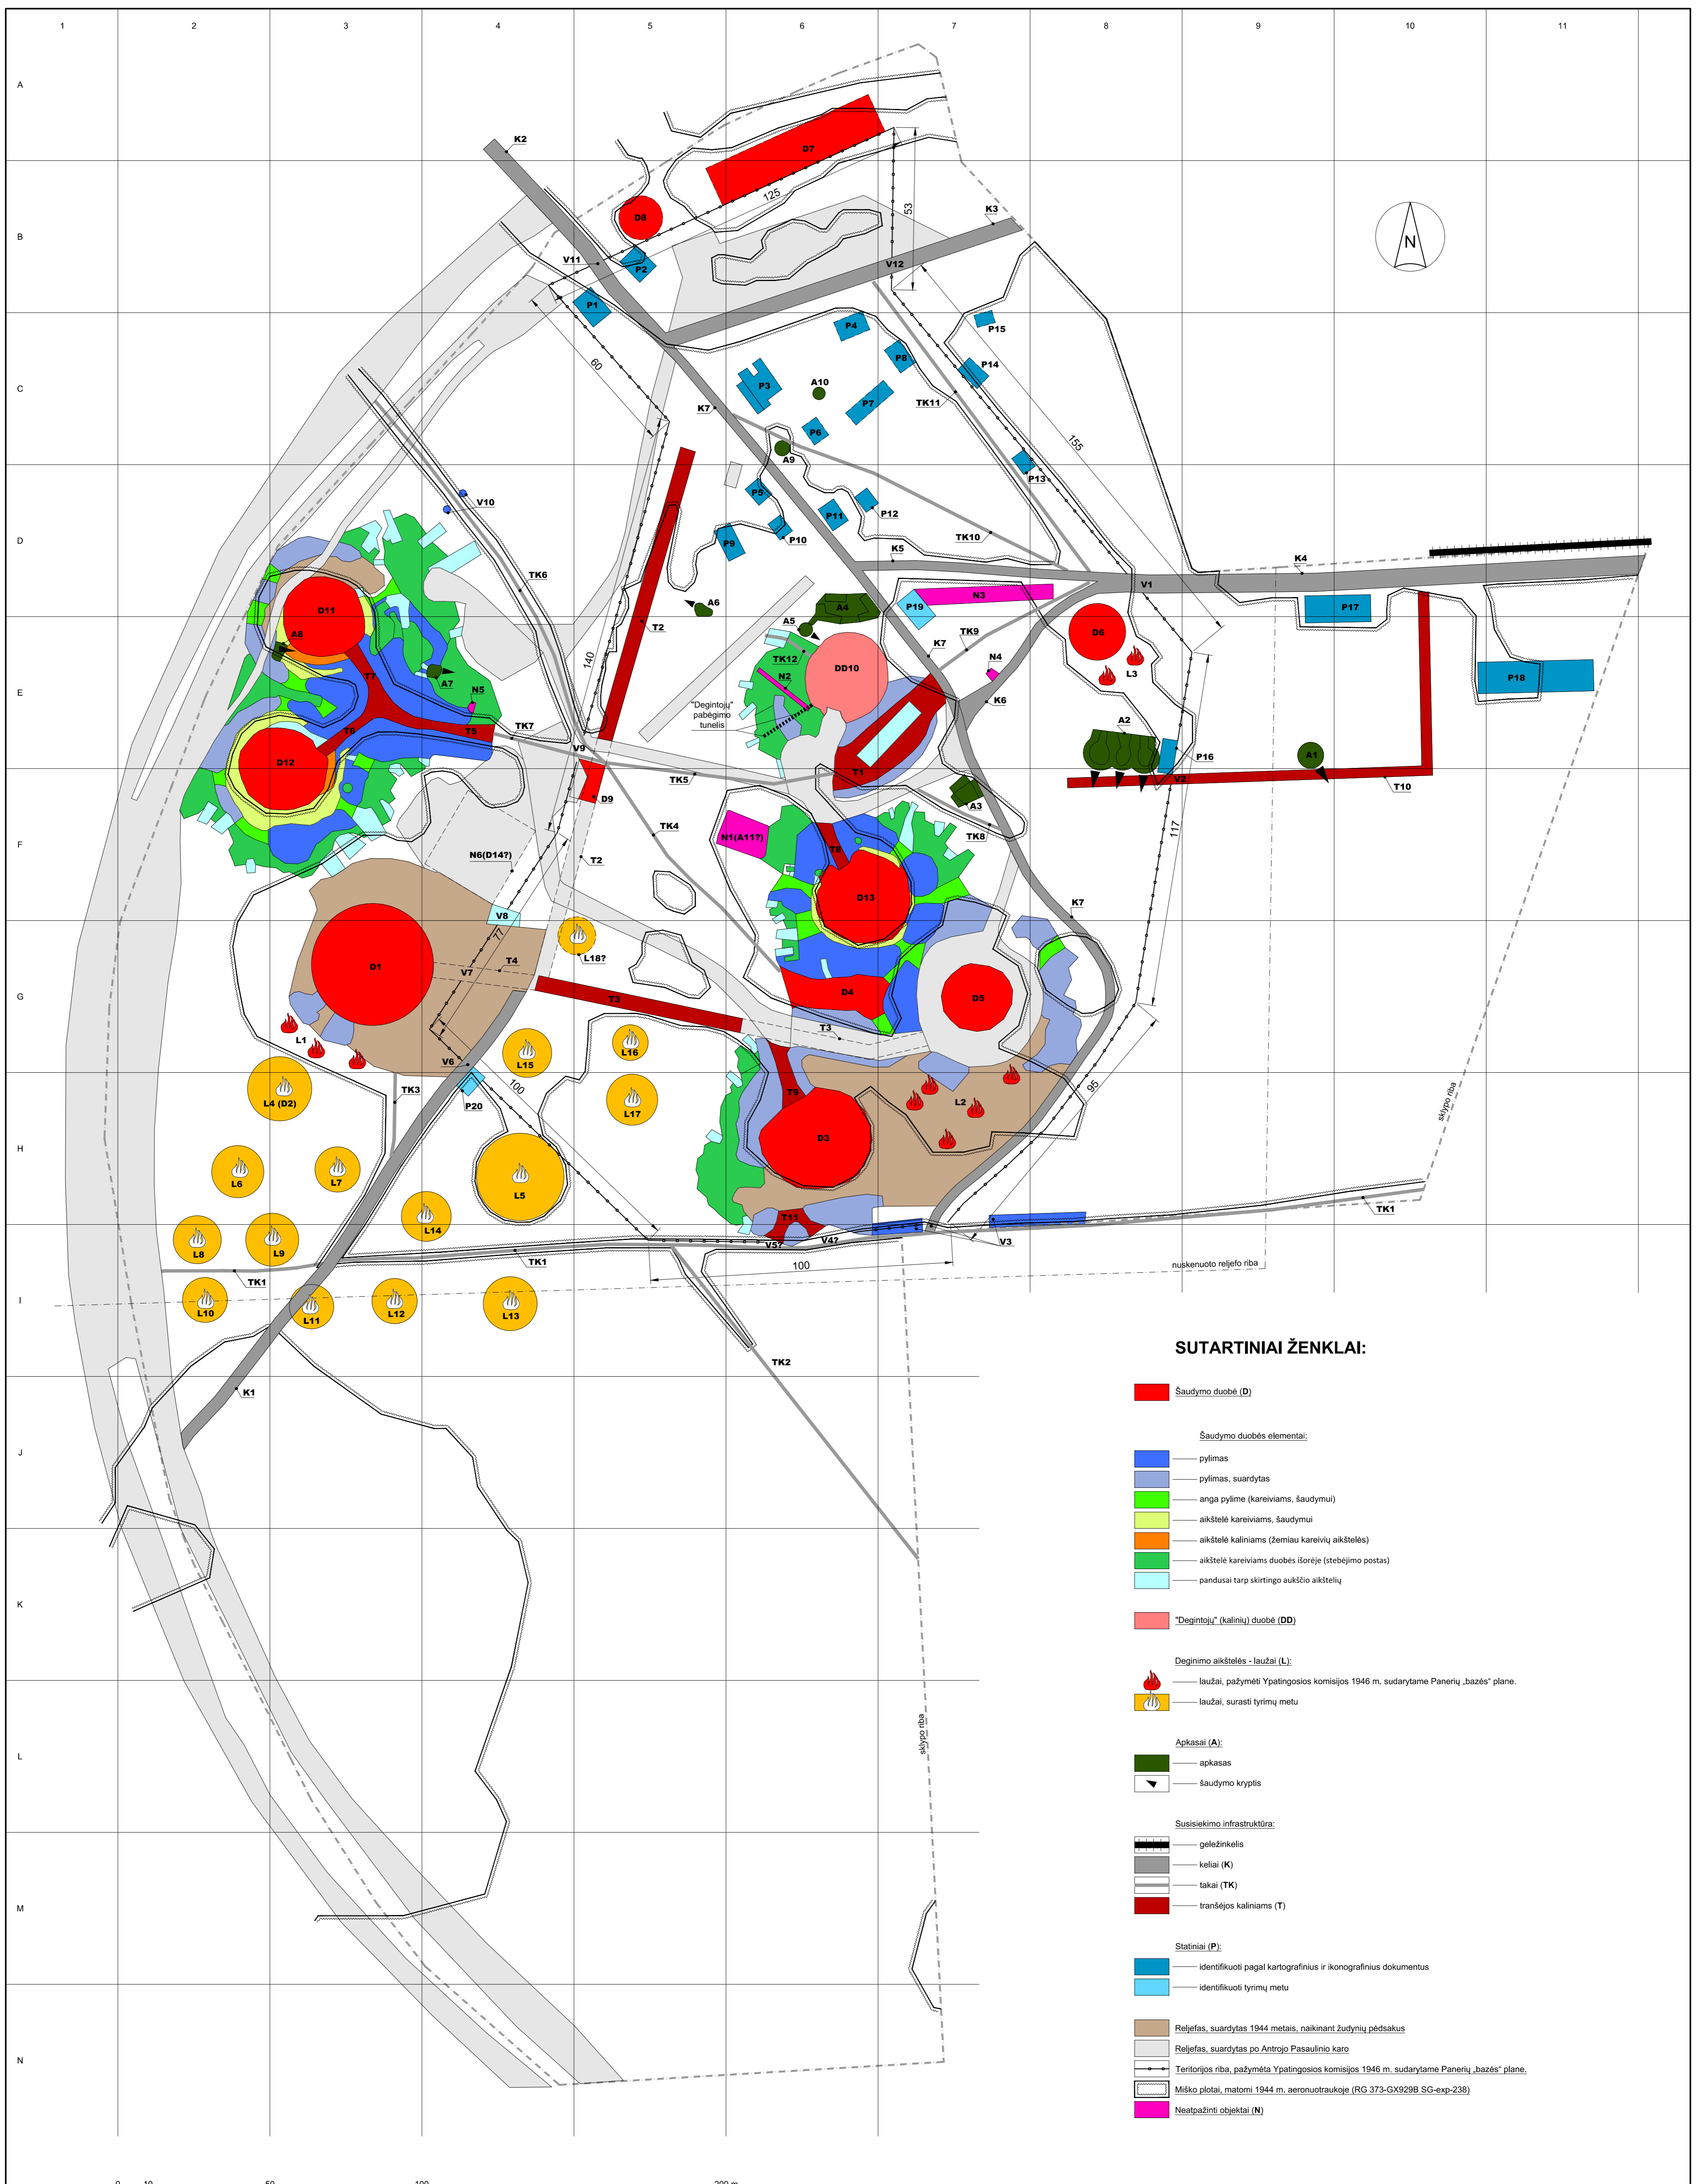 1 2 3 4 5 6 7 8 9 10 11
A
D7
K2
125
53
K3
B
D8
V11
P2
V12
N
P1
P4
P15
P8
P14
60
C
P3
A10
P7
K7
TK11
P6
155
A9
P13
V10
P5
P11
P12
D
P9
P10
TK10
K5
K4
V1
TK6
D11
A6
A4
P19
N3
P17
T2
A5
D6
A8
TK12
TK9
K7
140
DD10
N4
L3
T7
A7
N2
E
P18
N5
K6
"Degintojų"
pabėgimo
tunelis
A2
T6
T5
TK7
V9
P16
A1
D12
T1
V2
TK5
T10
D9
A3
TK4
117
N1(A11?)
TK8
F
T8
N6(D14?)
T2
D13
V8
K7
77
L18?
D1
T4
V7
G
D4
D5
T3
T3
L1
L16
V6
L15
95
100
TK3
T9
L4 (D2)
P20
L17
L2
sklypo riba
H
D3
L6
L7
L5
TK1
L14
T11
L8
L9
V5?
V4?
V3
TK1
TK1
100
nuskenuoto reljefo riba
I
L10
L11
L12
L13
TK2
K1
J
K
L
sklypo riba
M
N
SUTARTINIAI ŽENKLAI:
Šaudymo duobė (D)
Šaudymo duobės elementai:
pylimas
pylimas, suardytas
anga pylime (kareiviams, šaudymui)
aikštelė kareiviams, šaudymui
aikštelė kaliniams (žemiau kareivių aikštelės)
aikštelė kareiviams duobės išorėje (stebėjimo postas)
pandusai tarp skirtingo aukščio aikštelių
"Degintojų" (kalinių) duobė (DD)
Deginimo aikštelės - laužai (L):
laužai, pažymėti Ypatingosios komisijos 1946 m. sudarytame Panerių „bazės“ plane.
laužai, surasti tyrimų metu
Apkasai (A):
apkasas
šaudymo kryptis
Susisiekimo infrastruktūra:
geležinkelis
keliai (K)
takai (TK)
tranšėjos kaliniams (T)
Statiniai (P):
identifikuoti pagal kartografinius ir ikonografinius dokumentus
identifikuoti tyrimų metu
Reljefas, suardytas 1944 metais, naikinant žudynių pėdsakus
Reljefas, suardytas po Antrojo Pasaulinio karo
Teritorijos riba, pažymėta Ypatingosios komisijos 1946 m. sudarytame Panerių „bazės“ plane.
Miško plotai, matomi 1944 m. aeronuotraukoje (RG 373-GX929B SG-exp-238)
Neatpažinti objektai (N)
0 10 50 100 200 m